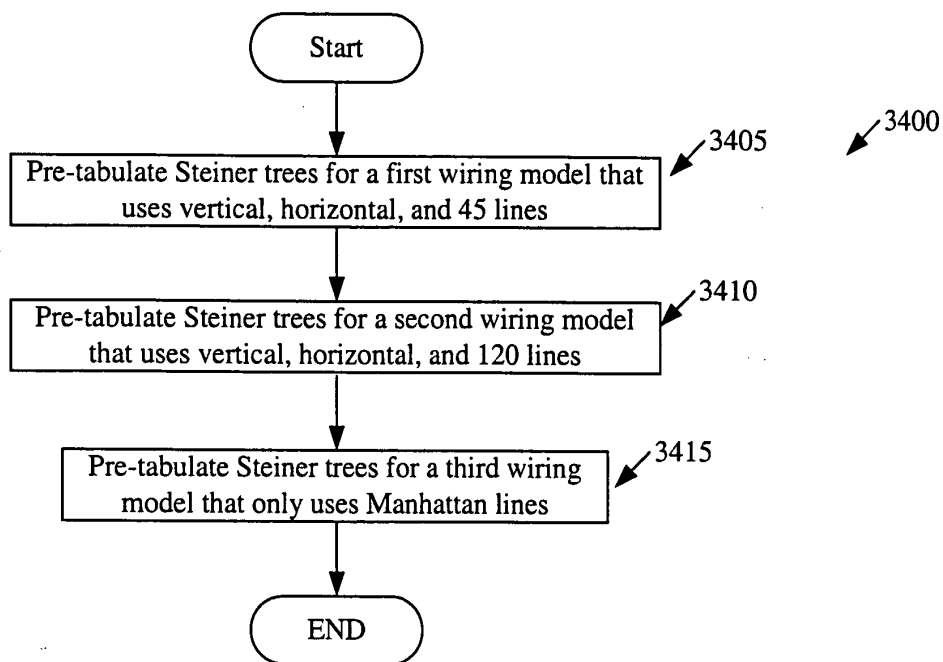 Start
3400
3405
Pre-tabulate Steiner trees for a first wiring model that
uses vertical, horizontal, and 45 lines
3410
Pre-tabulate Steiner trees for a second wiring model
that uses vertical, horizontal, and 120 lines
3415
Pre-tabulate Steiner trees for a third wiring
model that only uses Manhattan lines
END